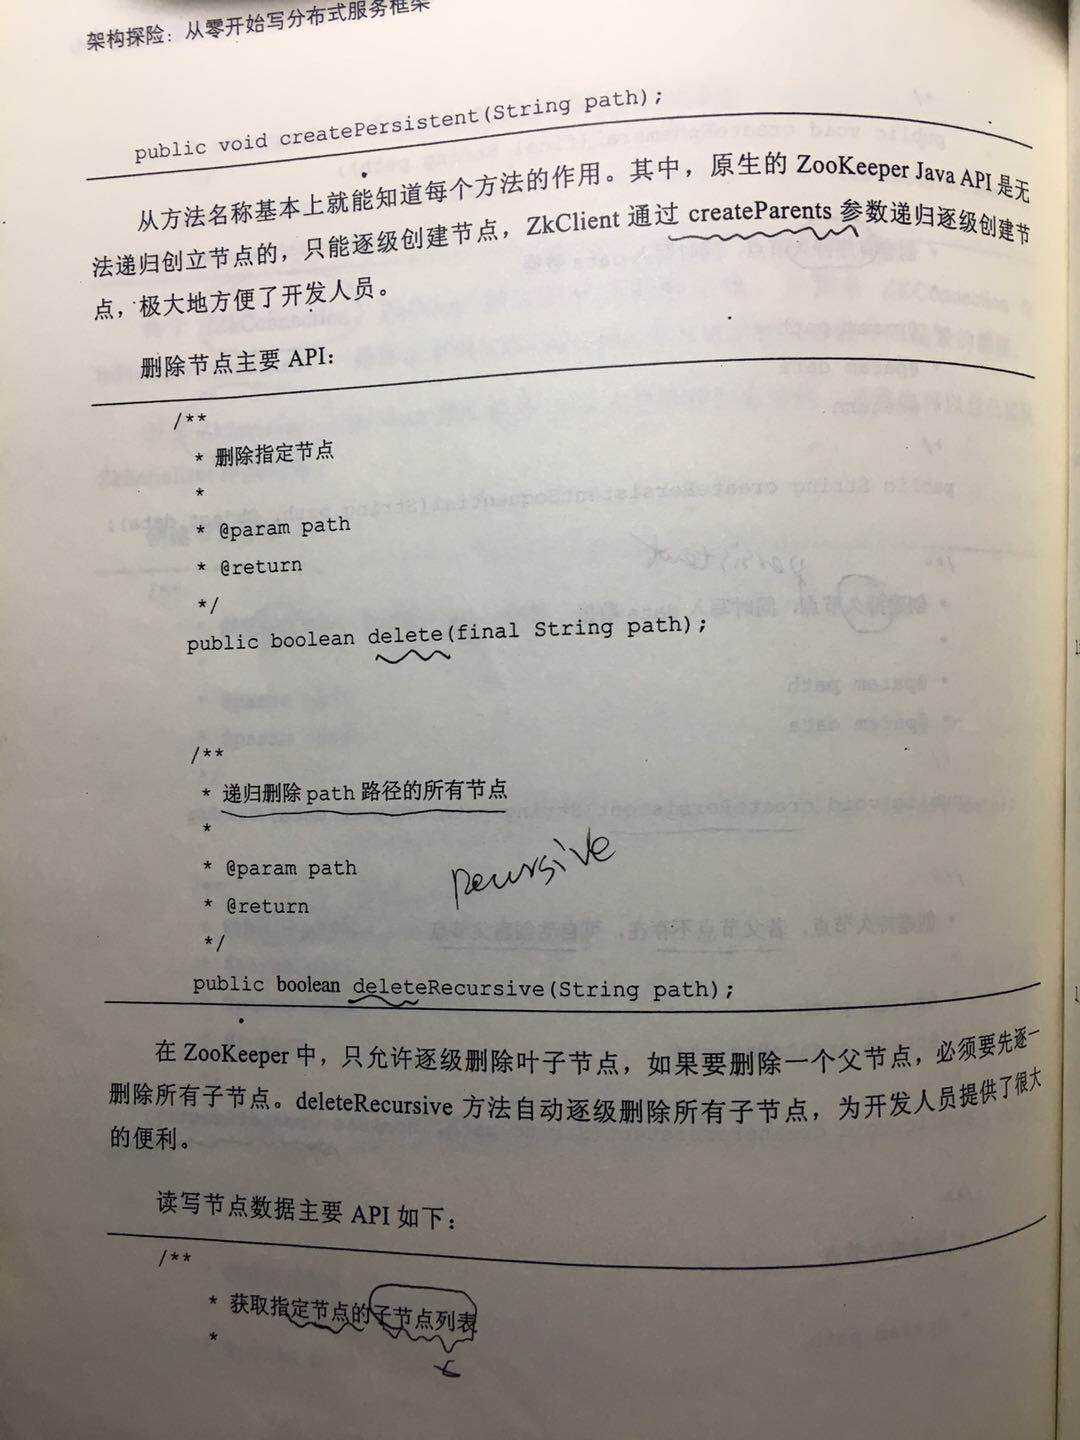 架构探险：从零开始写分布式服务框架
public void createPersistent(String path);
从方法名称基本上就能知道每个方法的作用。其中，原生的 ZooKeeper Java API 是无
法递归创立节点的，只能逐级创建节点，ZkClient 通过 createParents 参数递归逐级创建节
点，极大地方便了开发人员。
删除节点主要 API：
/**
* 删除指定节点
*
* @param path
* @return
*/
public boolean delete(final String path);
/**
* 递归删除 path 路径的所有节点
*
* @param path
recursive
* @return
*/
public boolean deleteRecursive(String path);
在 ZooKeeper 中，只允许逐级删除叶子节点，如果要删除一个父节点，必须要先逐一
删除所有子节点。deleteRecursive 方法自动逐级删除所有子节点，为开发人员提供了很大
的便利。
读写节点数据主要 API 如下：
/**
* 获取指定节点的子节点列表
*